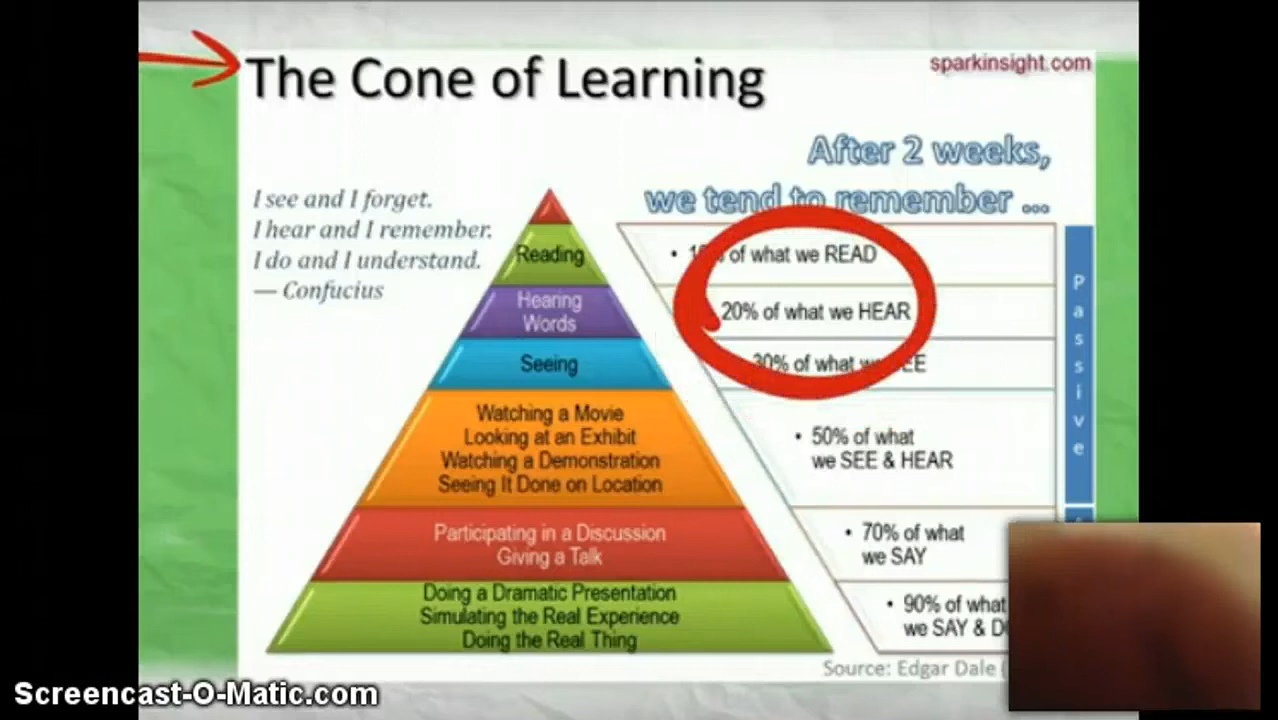 The Cone of Learning
sparkinsight.com
After 2 weeks,
we tend to remember ...
I see and I forget.
I hear and I remember.
I do and I understand.
— Confucius
Reading
Hearing
Words
Seeing
Watching a Movie
Looking at an Exhibit
Watching a Demonstration
Seeing It Done on Location
Participating in a Discussion
Giving a Talk
Doing a Dramatic Presentation
Simulating the Real Experience
Doing the Real Thing
• of what we READ
20% of what we HEAR
30% of what we SEE
• 50% of what
we SEE & HEAR
• 70% of what
we SAY
• 90% of what
we SAY &
Passive
Source: Edgar Dale (
Screencast-O-Matic.com